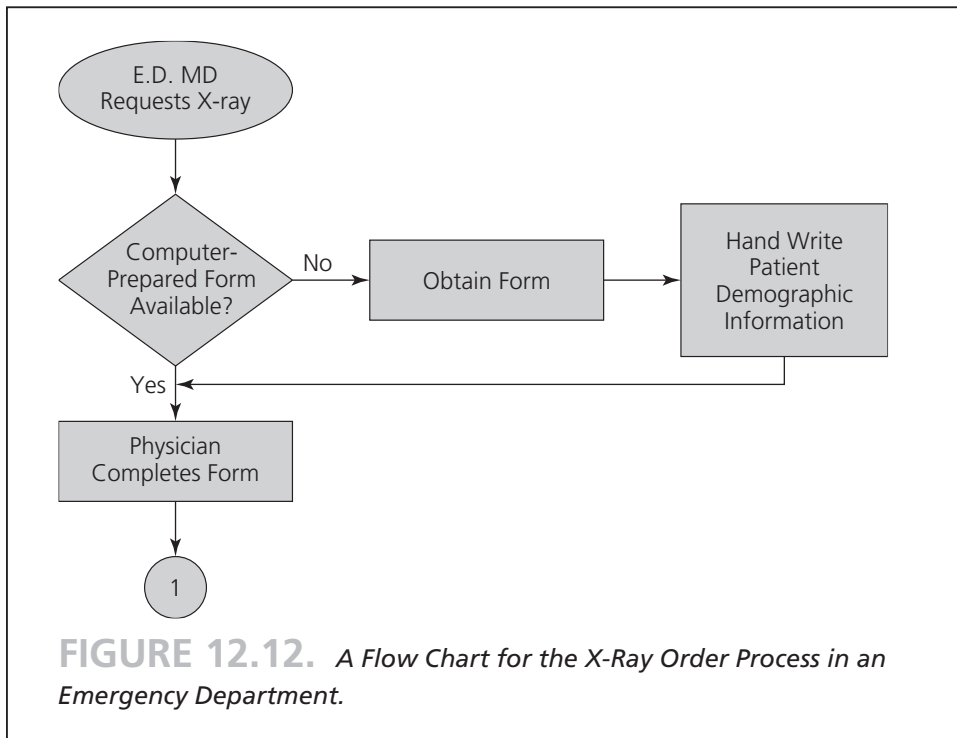 E.D. MD
Requests X-ray
Computer-
Prepared Form
Available?
No
Obtain Form
Hand Write
Patient
Demographic
Information
Yes
Physician
Completes Form
1
FIGURE 12.12. A Flow Chart for the X-Ray Order Process in an
Emergency Department.